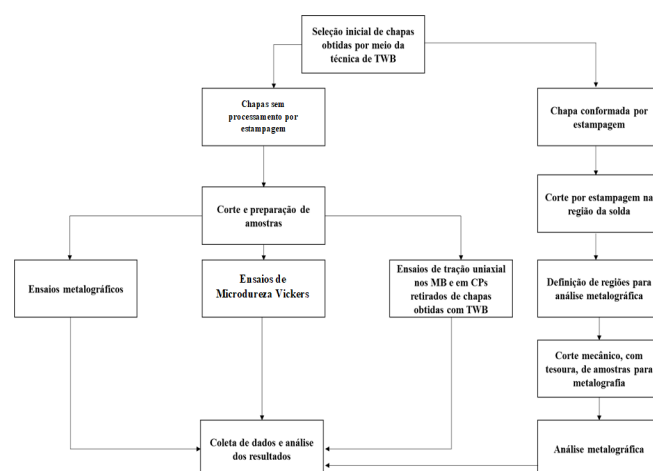 Seleção inicial de chapas
obtidas por meio da
técnica de TWB
Chapas sem
processamento por
estampagem
Chapa conformada por
estampagem
Corte e preparação de
amostras
Corte por estampagem na
região da solda
Ensaios metalográficos
Ensaios de
Microdureza Vickers
Ensaios de tração uniaxial
nos MB e em CPs
retirados de chapas
obtidas com TWB
Definição de regiões para
análise metalográfica
Corte mecânico, com
tesoura, de amostras para
metalografia
Coleta de dados e análise
dos resultados
Análise metalográfica